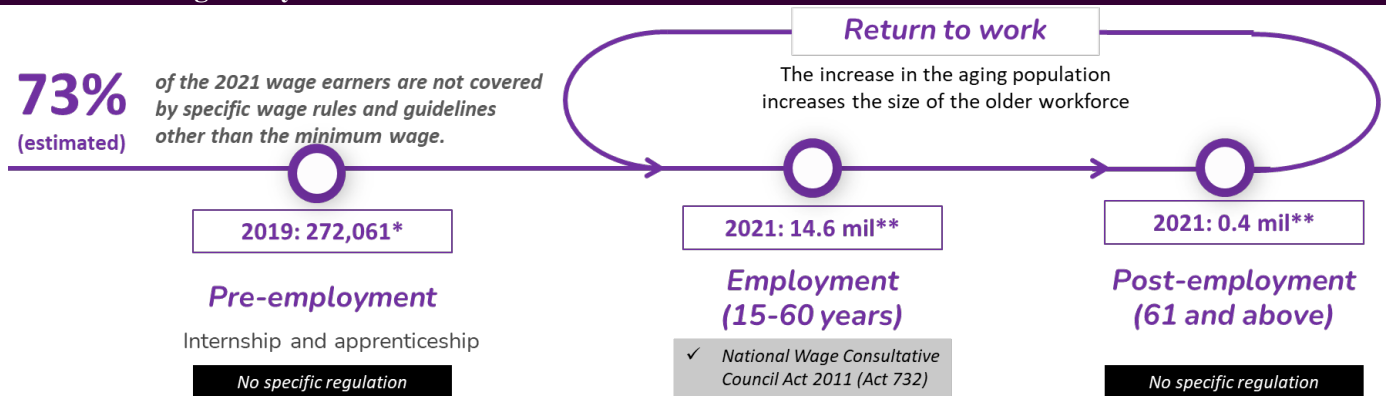 73%
(estimated)
of the 2021 wage earners are not covered
by specific wage rules and guidelines
other than the minimum wage.
Return to work
The increase in the aging population
increases the size of the older workforce
2019: 272,061*
Pre-employment
Internship and apprenticeship
No specific regulation
2021: 14.6 mil**
Employment
(15-60 years)
✓ National Wage Consultative
Council Act 2011 (Act 732)
2021: 0.4 mil**
Post-employment
(61 and above)
No specific regulation